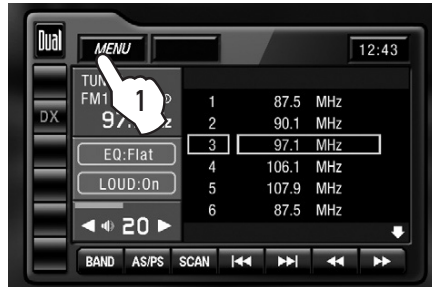 Dual
MENU
12:43
TUN
FM1
DX
97.
z
EQ:Flat
LOUD:On
20
1
1 87.5 MHz
2 90.1 MHz
3 97.1 MHz
4 106.1 MHz
5 107.9 MHz
6 87.5 MHz
BAND AS/PS SCAN